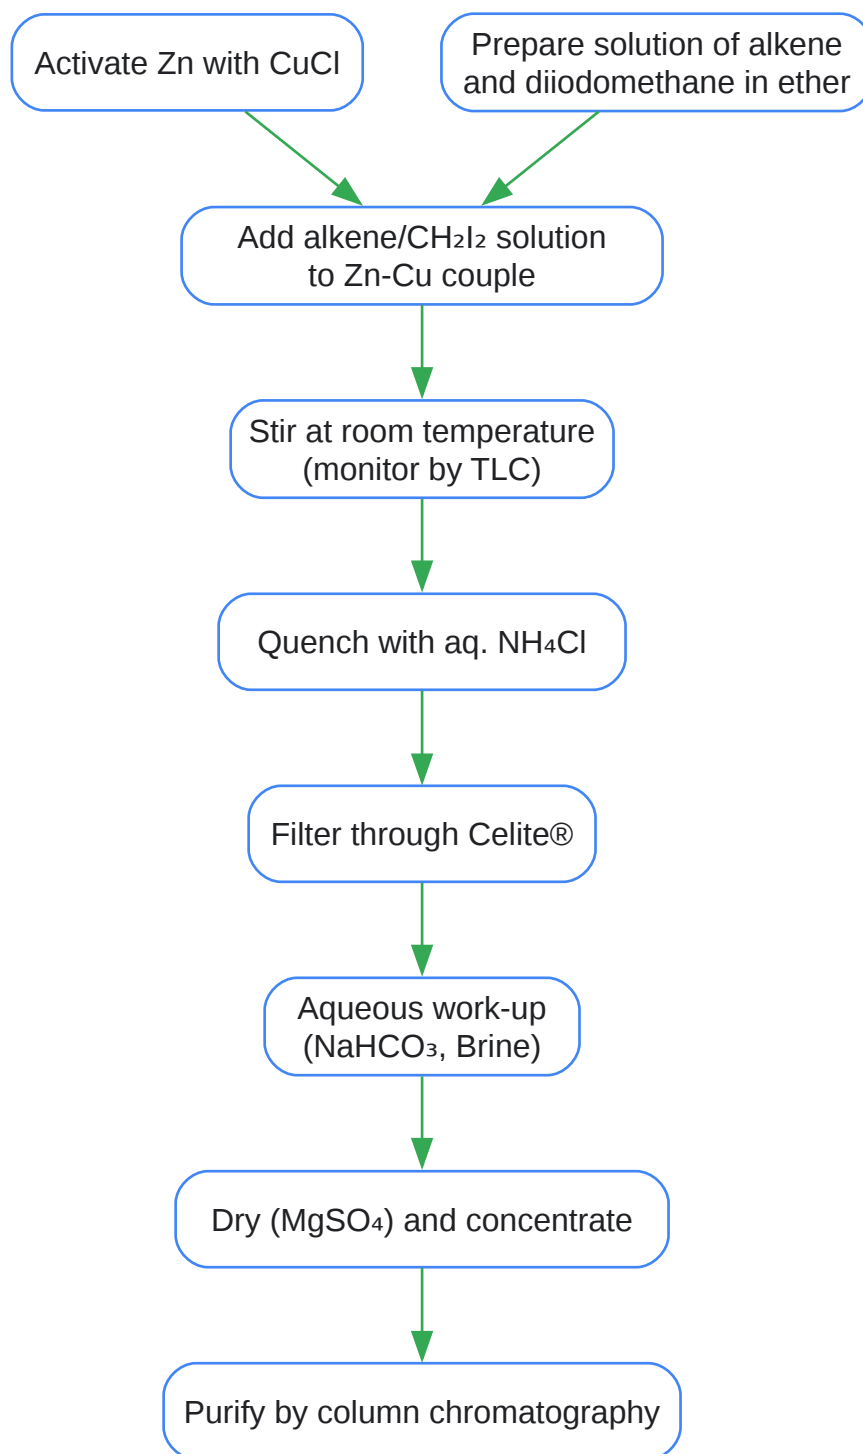 Activate Zn with CuCl
Prepare solution of alkene
and diiodomethane in ether
Add alkene/CH₂I₂ solution
to Zn-Cu couple
Stir at room temperature
(monitor by TLC)
Quench with aq. NH₄Cl
Filter through Celite®
Aqueous work-up
(NaHCO₃, Brine)
Dry (MgSO₄) and concentrate
Purify by column chromatography